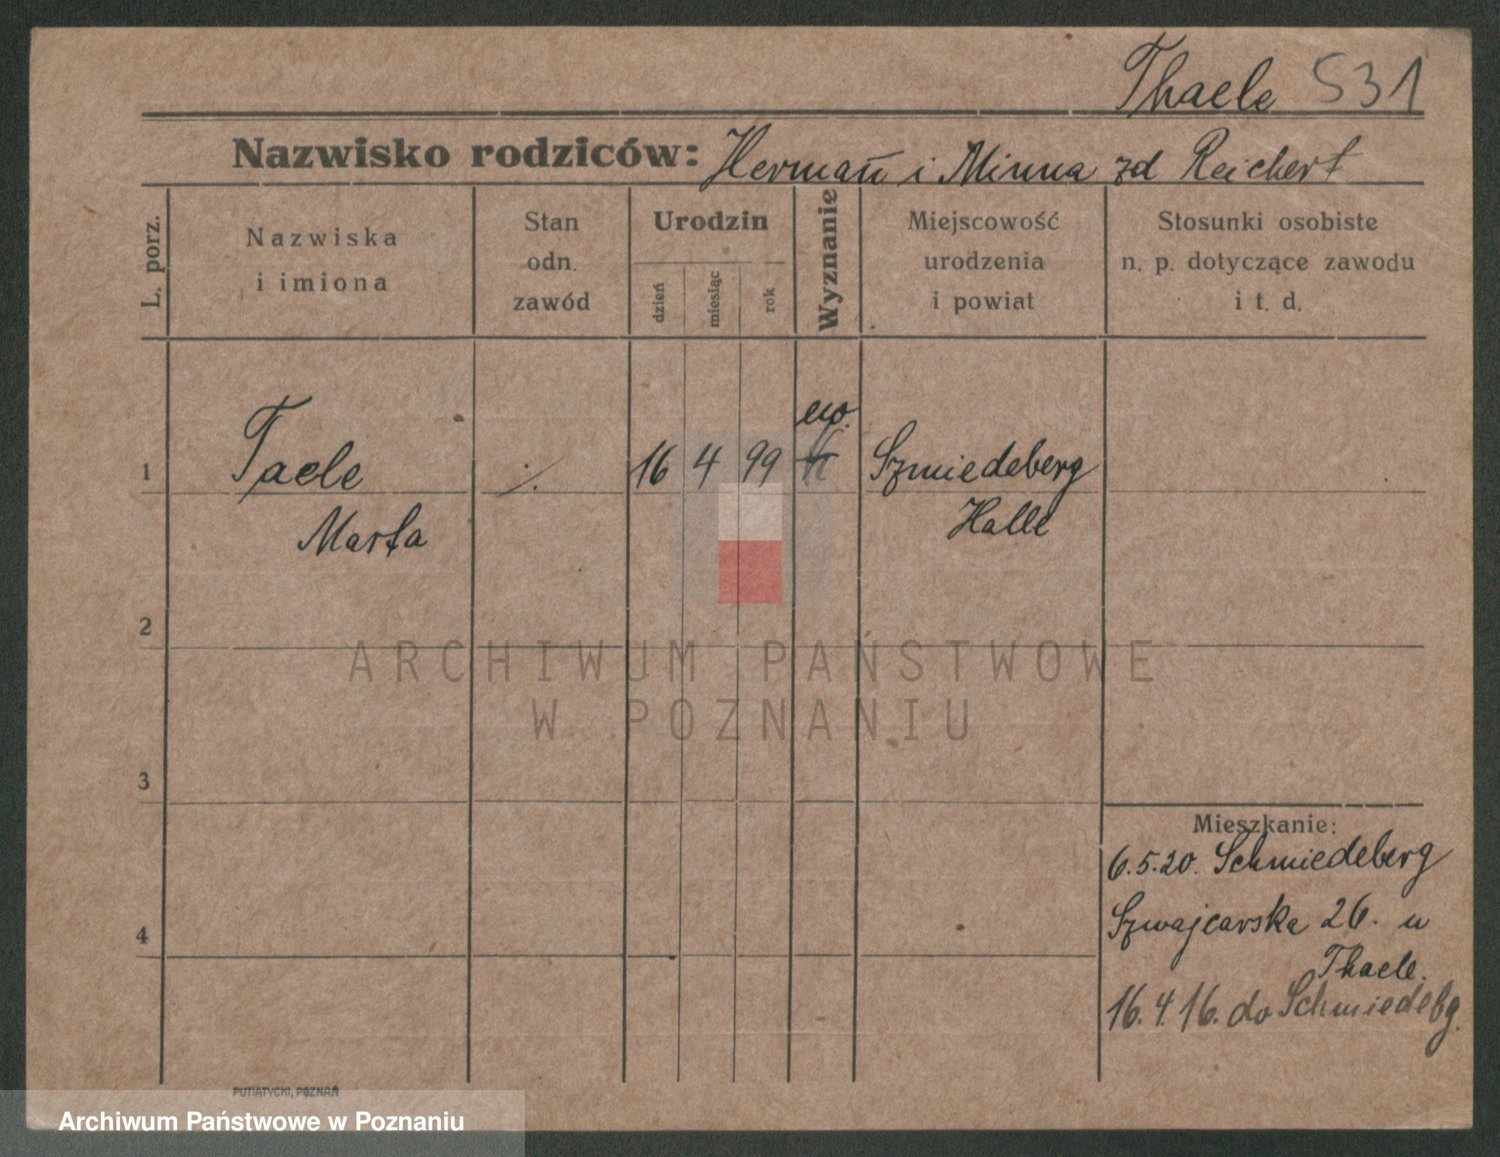 Thaele 531
Nazwisko rodziców: Hermañ i Minna zd Reichert
L. porz.
Nazwiska
i imiona
Stan
odn.
zawód
Urodzin
dzień
miesiąc
rok
Wyznanie
Miejscowość
urodzenia
i powiat
Stosunki osobiste
n. p. dotyczące zawodu
i t. d.
ew.
1 Taele ./. 16 4 99 Szmiedeberg
Marta Halle
2
ARCHIWUM PAŃSTWOWE
W POZNANIU
3
Mieszkanie:
6.5.20. Schmiedeberg
4
Szwajcarska 26. u
Thaele.
16.4.16. do Schmiedebg.
PUTIATYCKI, POZNAŃ
Archiwum Państwowe w Poznaniu